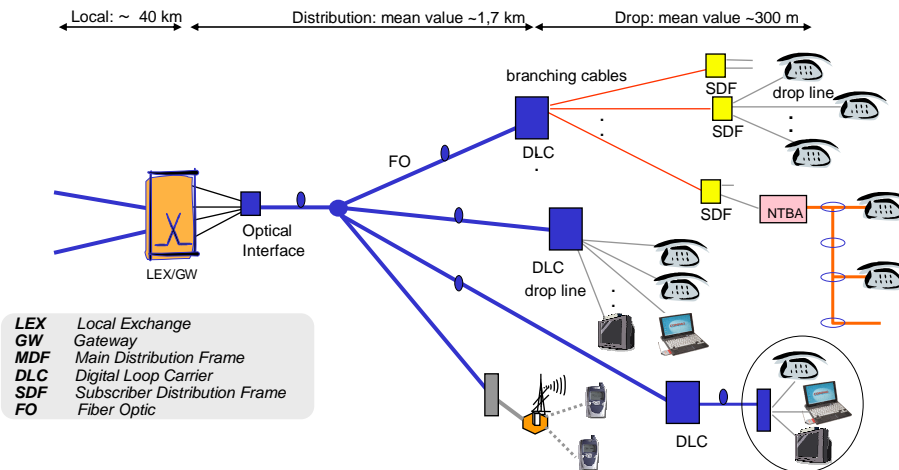 Local: ~ 40 km
Distribution: mean value ~1,7 km
Drop: mean value ~300 m
branching cables
SDF
drop line
SDF
FO
DLC
SDF
NTBA
Optical
Interface
LEX/GW
DLC
drop line
LEX Local Exchange
GW Gateway
MDF Main Distribution Frame
DLC Digital Loop Carrier
SDF Subscriber Distribution Frame
FO Fiber Optic
DLC